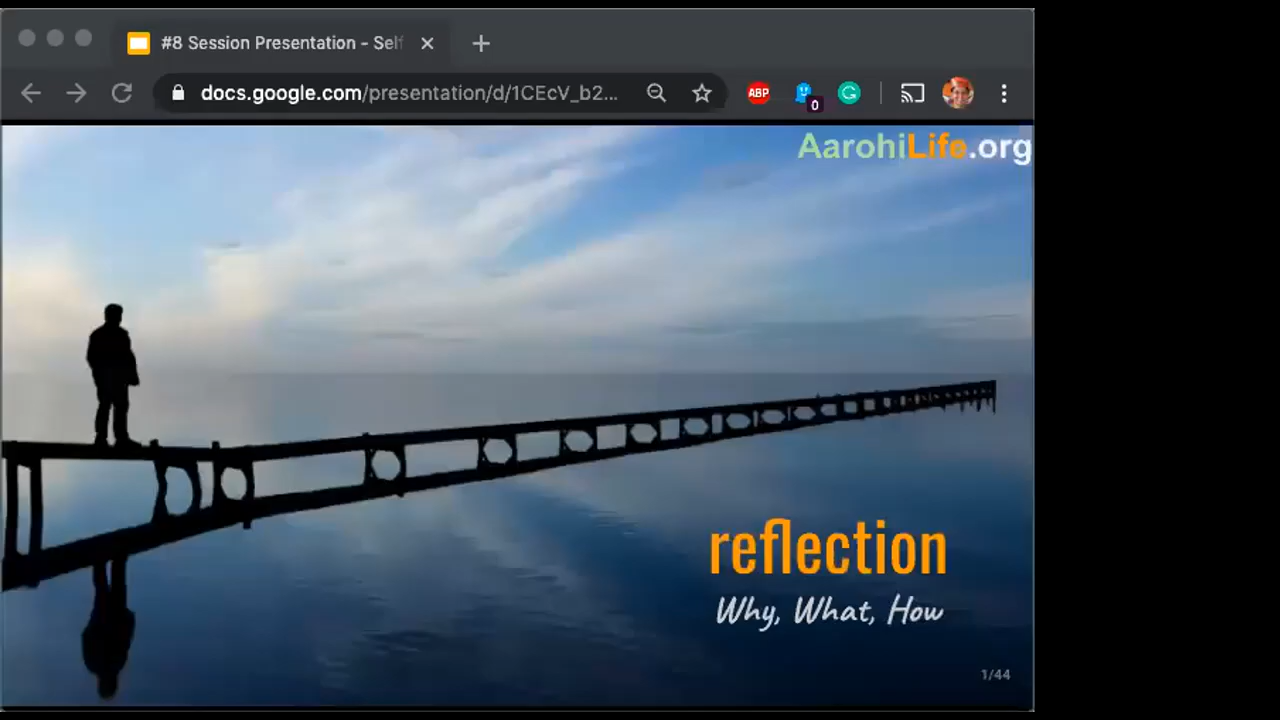 #8 Session Presentation - Self
docs.google.com/presentation/d/1CEcV_b2...
ABP
0
AarohiLife.org
reflection
Why, What, How
1/44